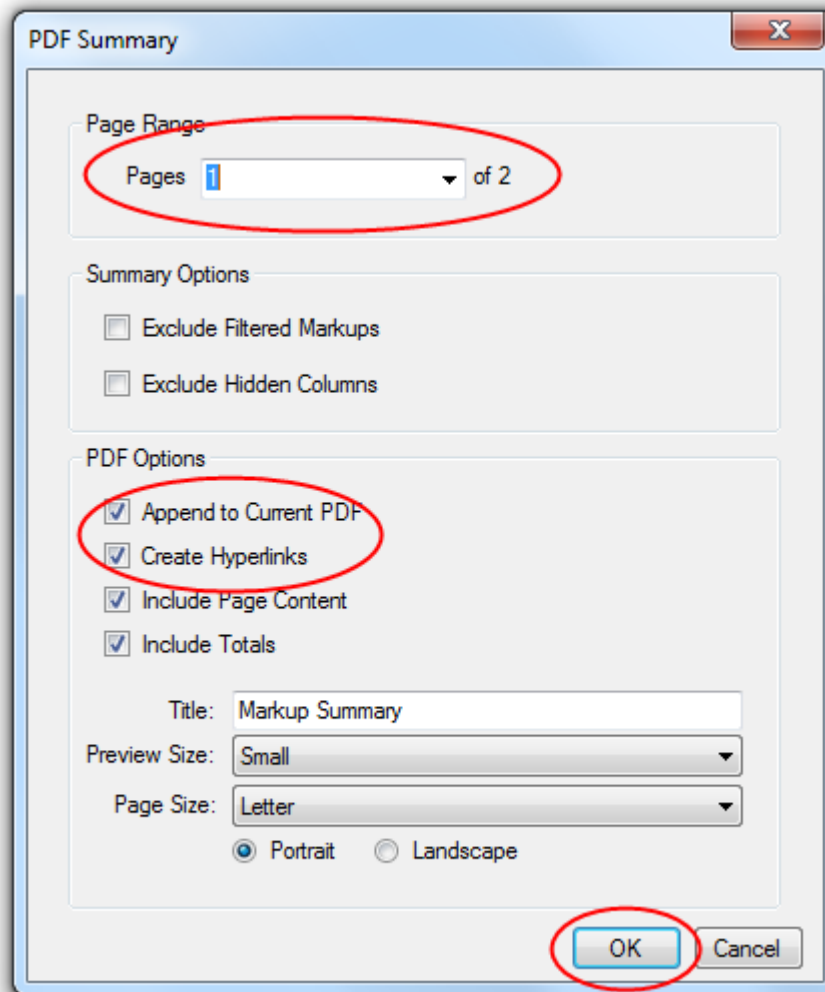 PDF Summary
Page Range
Pages 1 of 2
Summary Options
Exclude Filtered Markups
Exclude Hidden Columns
PDF Options
Append to Current PDF
Create Hyperlinks
Include Page Content
Include Totals
Title: Markup Summary
Preview Size: Small
Page Size: Letter
Portrait Landscape
OK Cancel